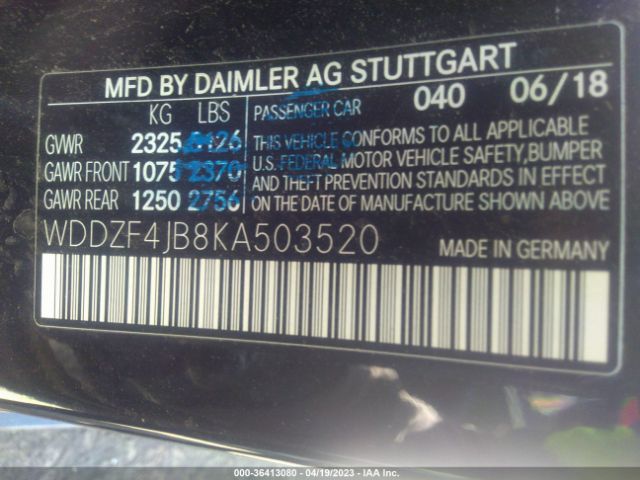 MFD BY DAIMLER AG STUTTGART
KG LBS PASSENGER CAR 040 06/18
GVWR 2325 5126 THIS VEHICLE CONFORMS TO ALL APPLICABLE
GAWR FRONT 1075 2370 U.S. FEDERAL MOTOR VEHICLE SAFETY, BUMPER
GAWR REAR 1250 2756 AND THEFT PREVENTION STANDARDS IN EFFECT
ON THE DATE OF MANUFACTURE SHOWN ABOVE.
WDDZF4JB8KA503520 MADE IN GERMANY
000-36413080 - 04/19/2023 - IAA Inc.